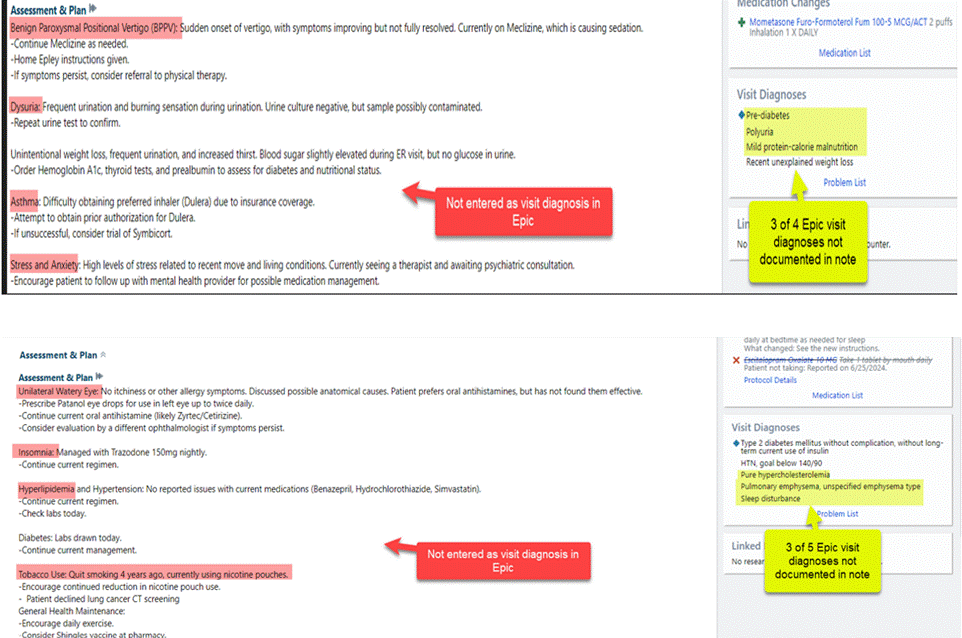 Assessment & Plan
Benign Paroxysmal Positional Vertigo (BPPV): Sudden onset of vertigo, with symptoms improving but not fully resolved. Currently on Meclizine, which is causing sedation.
-Continue Meclizine as needed.
-Home Epley instructions given.
-If symptoms persist, consider referral to physical therapy.
Dysuria: Frequent urination and burning sensation during urination. Urine culture negative, but sample possibly contaminated.
-Repeat urine test to confirm.
Unintentional weight loss, frequent urination, and increased thirst. Blood sugar slightly elevated during ER visit, but no glucose in urine.
-Order Hemoglobin A1c, thyroid tests, and prealbumin to assess for diabetes and nutritional status.
Asthma: Difficulty obtaining preferred inhaler (Dulera) due to insurance coverage.
-Attempt to obtain prior authorization for Dulera.
-If unsuccessful, consider trial of Symbicort.
Stress and Anxiety: High levels of stress related to recent move and living conditions. Currently seeing a therapist and awaiting psychiatric consultation.
-Encourage patient to follow up with mental health provider for possible medication management.
Not entered as visit diagnosis in
Epic
Medication Changes
Mometasone Furo-Formoterol Fum 100-5 MCG/ACT 2 puffs
Inhalation 1 X DAILY
Medication List
Visit Diagnoses
Pre-diabetes
Polyuria
Mild protein-calorie malnutrition
Recent unexplained weight loss
Problem List
3 of 4 Epic visit
diagnoses not
documented in note
Lin
No
ounter.
Assessment & Plan
Assessment & Plan
Unilateral Watery Eye: No itchiness or other allergy symptoms. Discussed possible anatomical causes. Patient prefers oral antihistamines, but has not found them effective.
-Prescribe Patanol eye drops for use in left eye up to twice daily.
-Continue current oral antihistamine (likely Zyrtec/Cetirizine).
-Consider evaluation by a different ophthalmologist if symptoms persist.
Insomnia: Managed with Trazodone 150mg nightly.
-Continue current regimen.
Hyperlipidemia and Hypertension: No reported issues with current medications (Benazepril, Hydrochlorothiazide, Simvastatin).
-Continue current regimen.
-Check labs today.
Diabetes: Labs drawn today.
-Continue current management.
Tobacco Use: Quit smoking 4 years ago, currently using nicotine pouches.
-Encourage continued reduction in nicotine pouch use.
- Patient declined lung cancer CT screening
General Health Maintenance:
-Encourage daily exercise.
-Consider Shingles vaccine at pharmacy.
Not entered as visit diagnosis in
Epic
daily at bedtime as needed for sleep
What changed: See the new instructions.
Escitalopram Oxalate 10 MG Take 1 tablet by mouth daily
Patient not taking: Reported on 6/25/2024.
Protocol Details
Medication List
Visit Diagnoses
Type 2 diabetes mellitus without complication, without long-
term current use of insulin
HTN, goal below 140/90
Pure hypercholesterolemia
Pulmonary emphysema, unspecified emphysema type
Sleep disturbance
Problem List
3 of 5 Epic visit
diagnoses not
documented in note
Linked
No resear